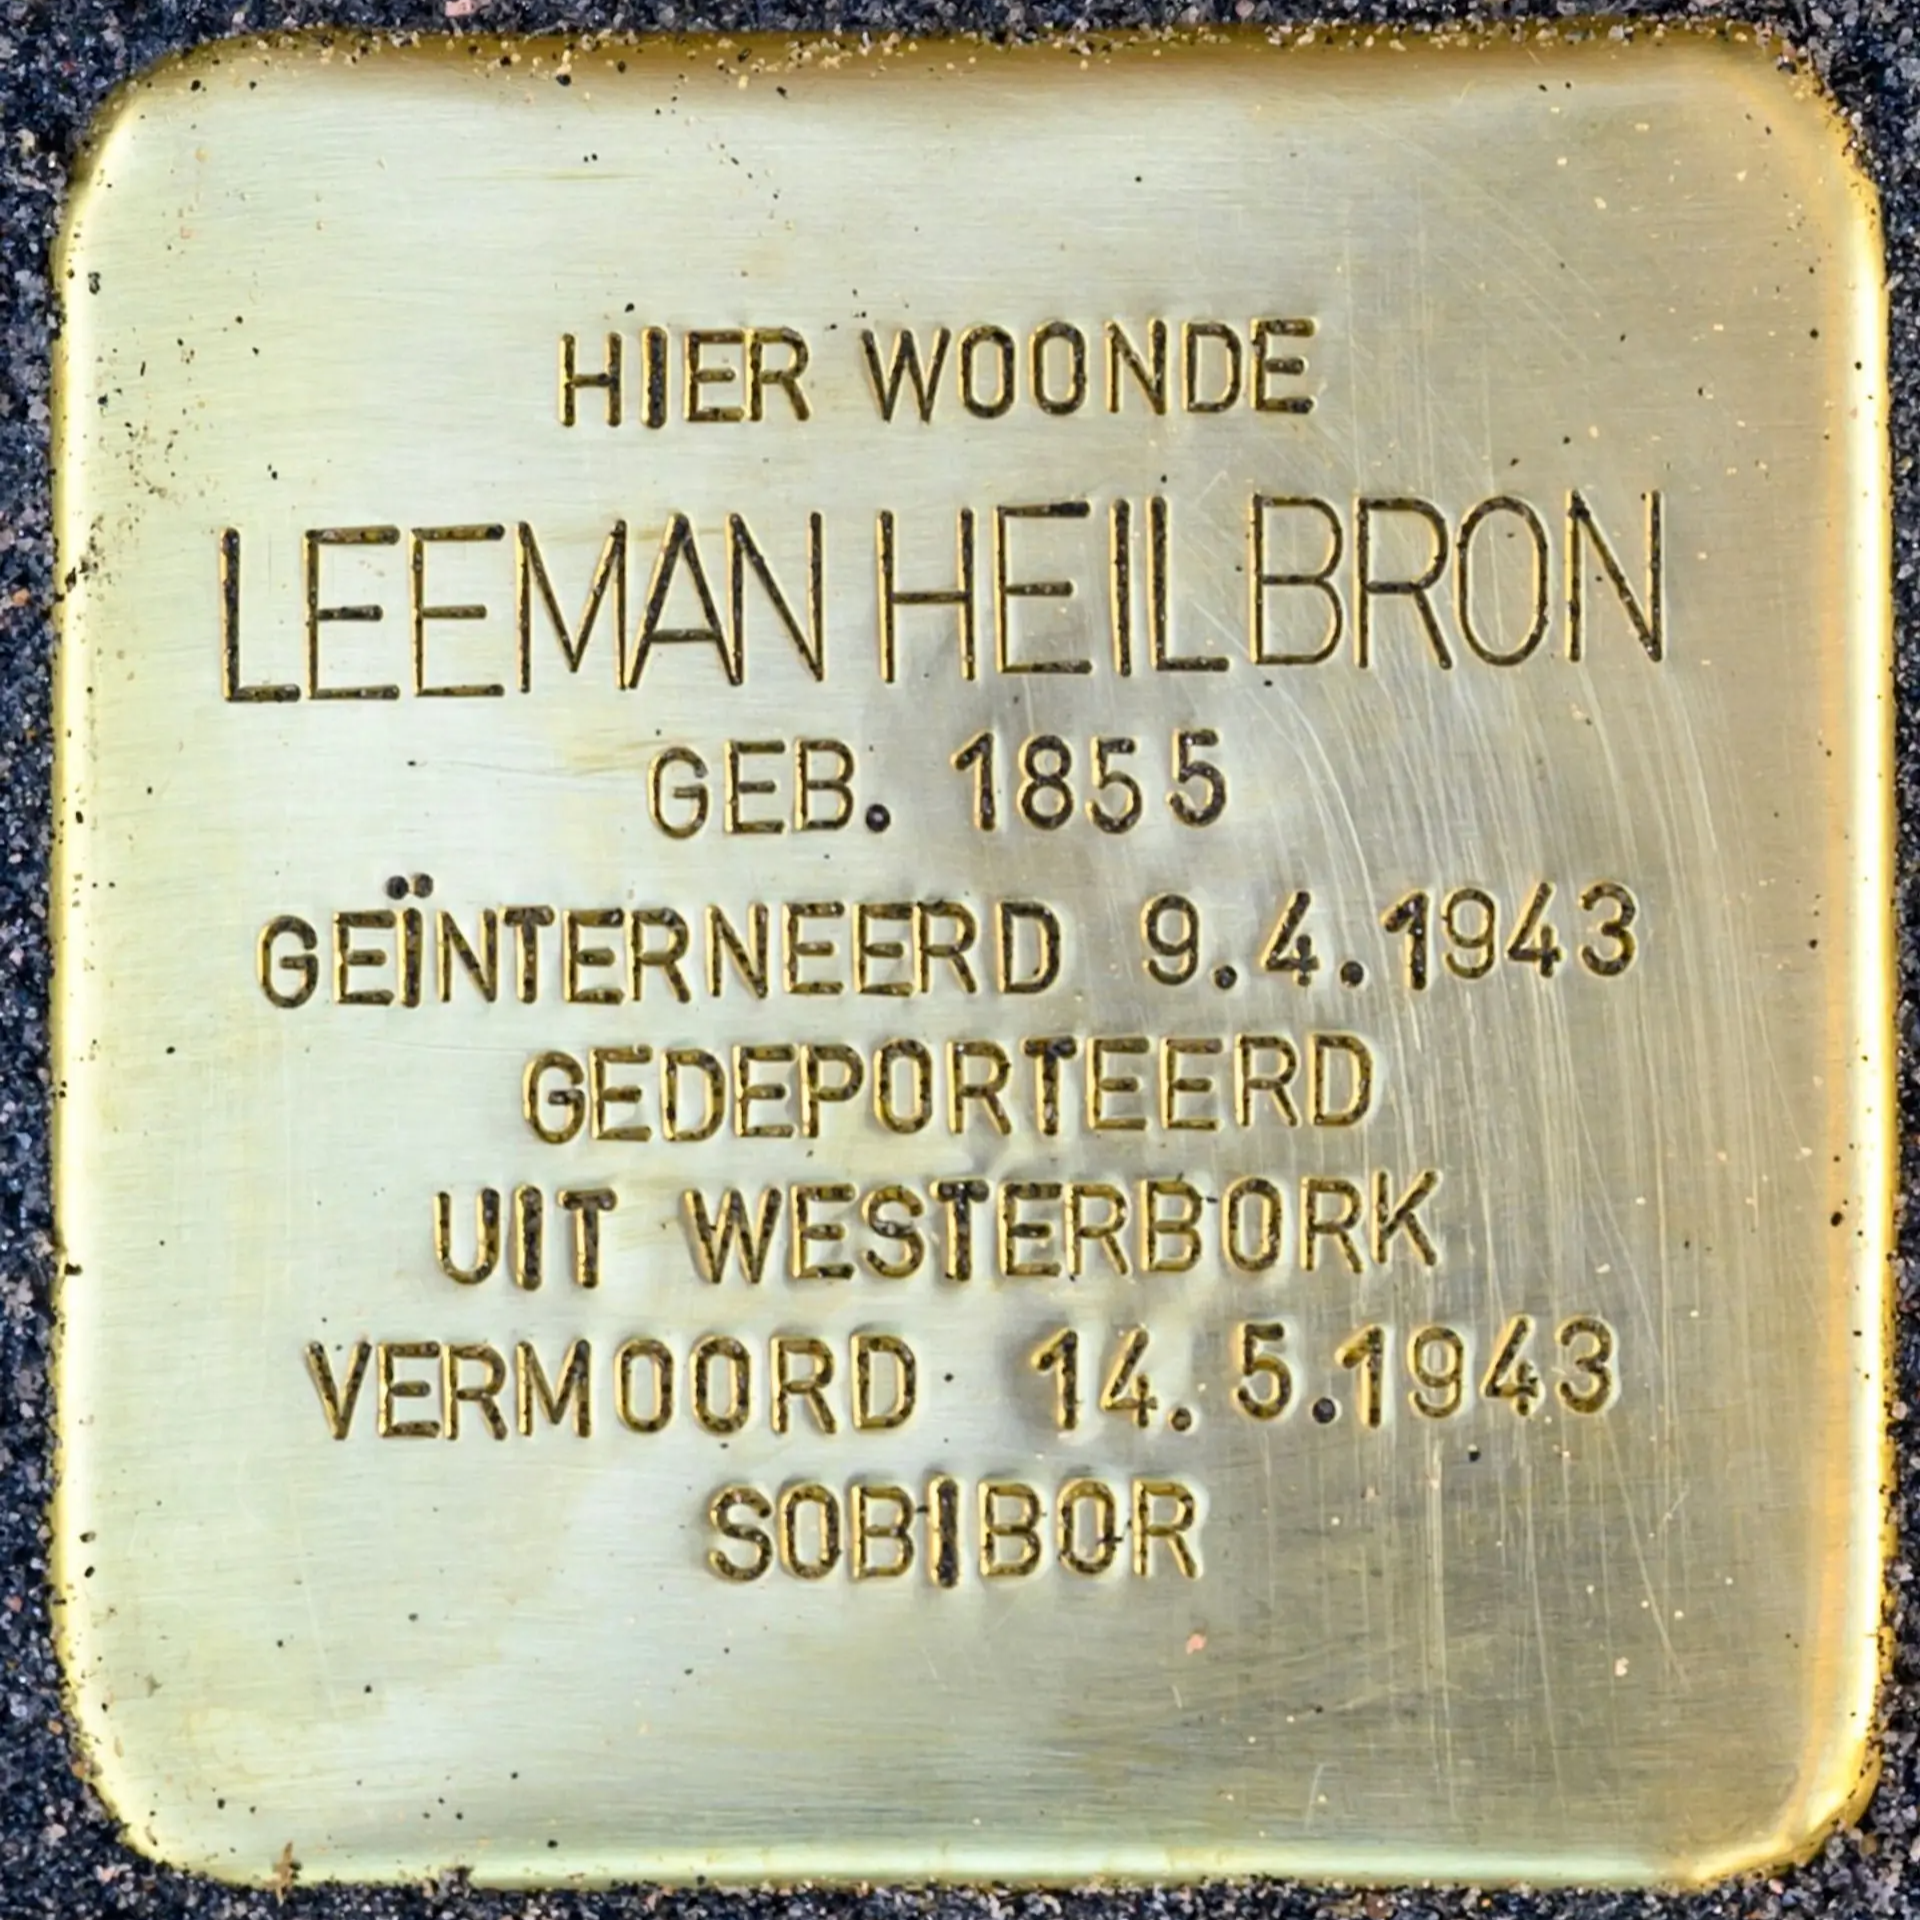 HIER WOONDE
LEEMAN HEILBRON
GEB. 1855
GEÏNTERNEERD 9.4.1943
GEDEPORTEERD
UIT WESTERBORK
VERMOORD 14.5.1943
SOBIBOR